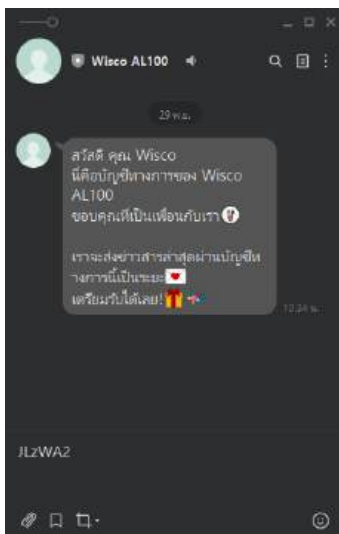 Wisco AL100
29 พ.ย.
สวัสดี คุณ Wisco
นี่คือบัญชีทางการของ Wisco
AL100
ขอบคุณที่เป็นเพื่อนกับเรา
เราจะส่งข่าวสารล่าสุดผ่านบัญชีท
างการนี้เป็นระยะ
เตรียมรับได้เลย!
10.24 น.
JLzWA2